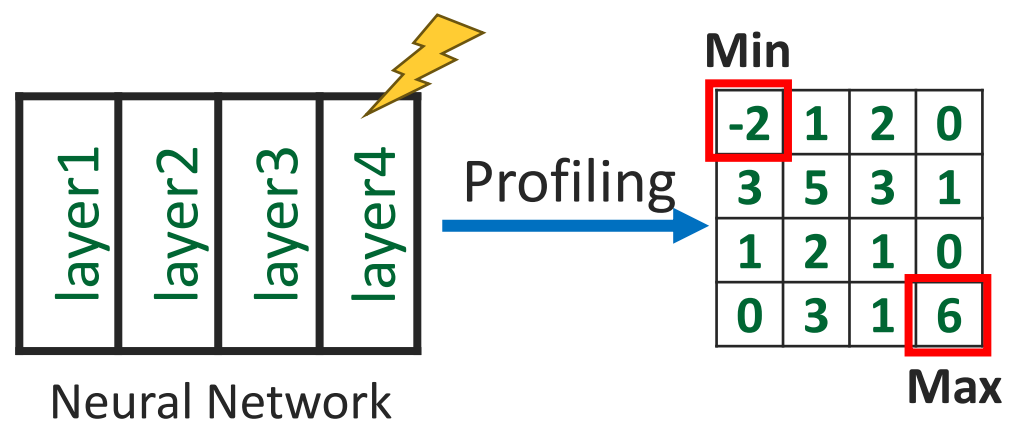 layer1
layer2
layer3
layer4
Neural Network
Profiling
Min
-2 1 2 0
3 5 3 1
1 2 1 0
0 3 1 6
Max